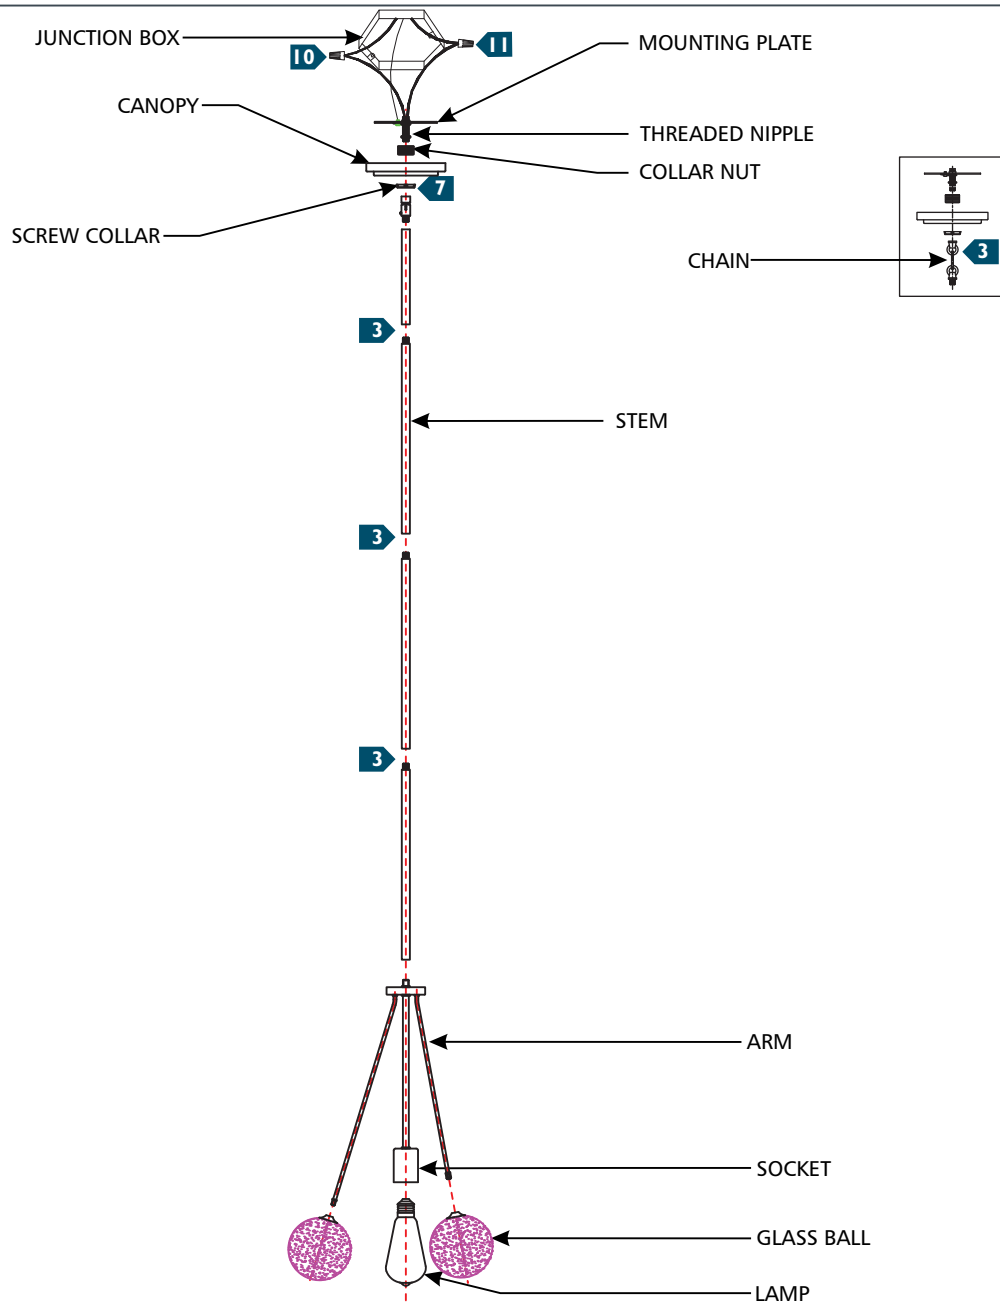 JUNCTION BOX
10
11
MOUNTING PLATE
CANOPY
THREADED NIPPLE
COLLAR NUT
7
SCREW COLLAR
CHAIN
3
3
STEM
3
3
ARM
SOCKET
GLASS BALL
LAMP